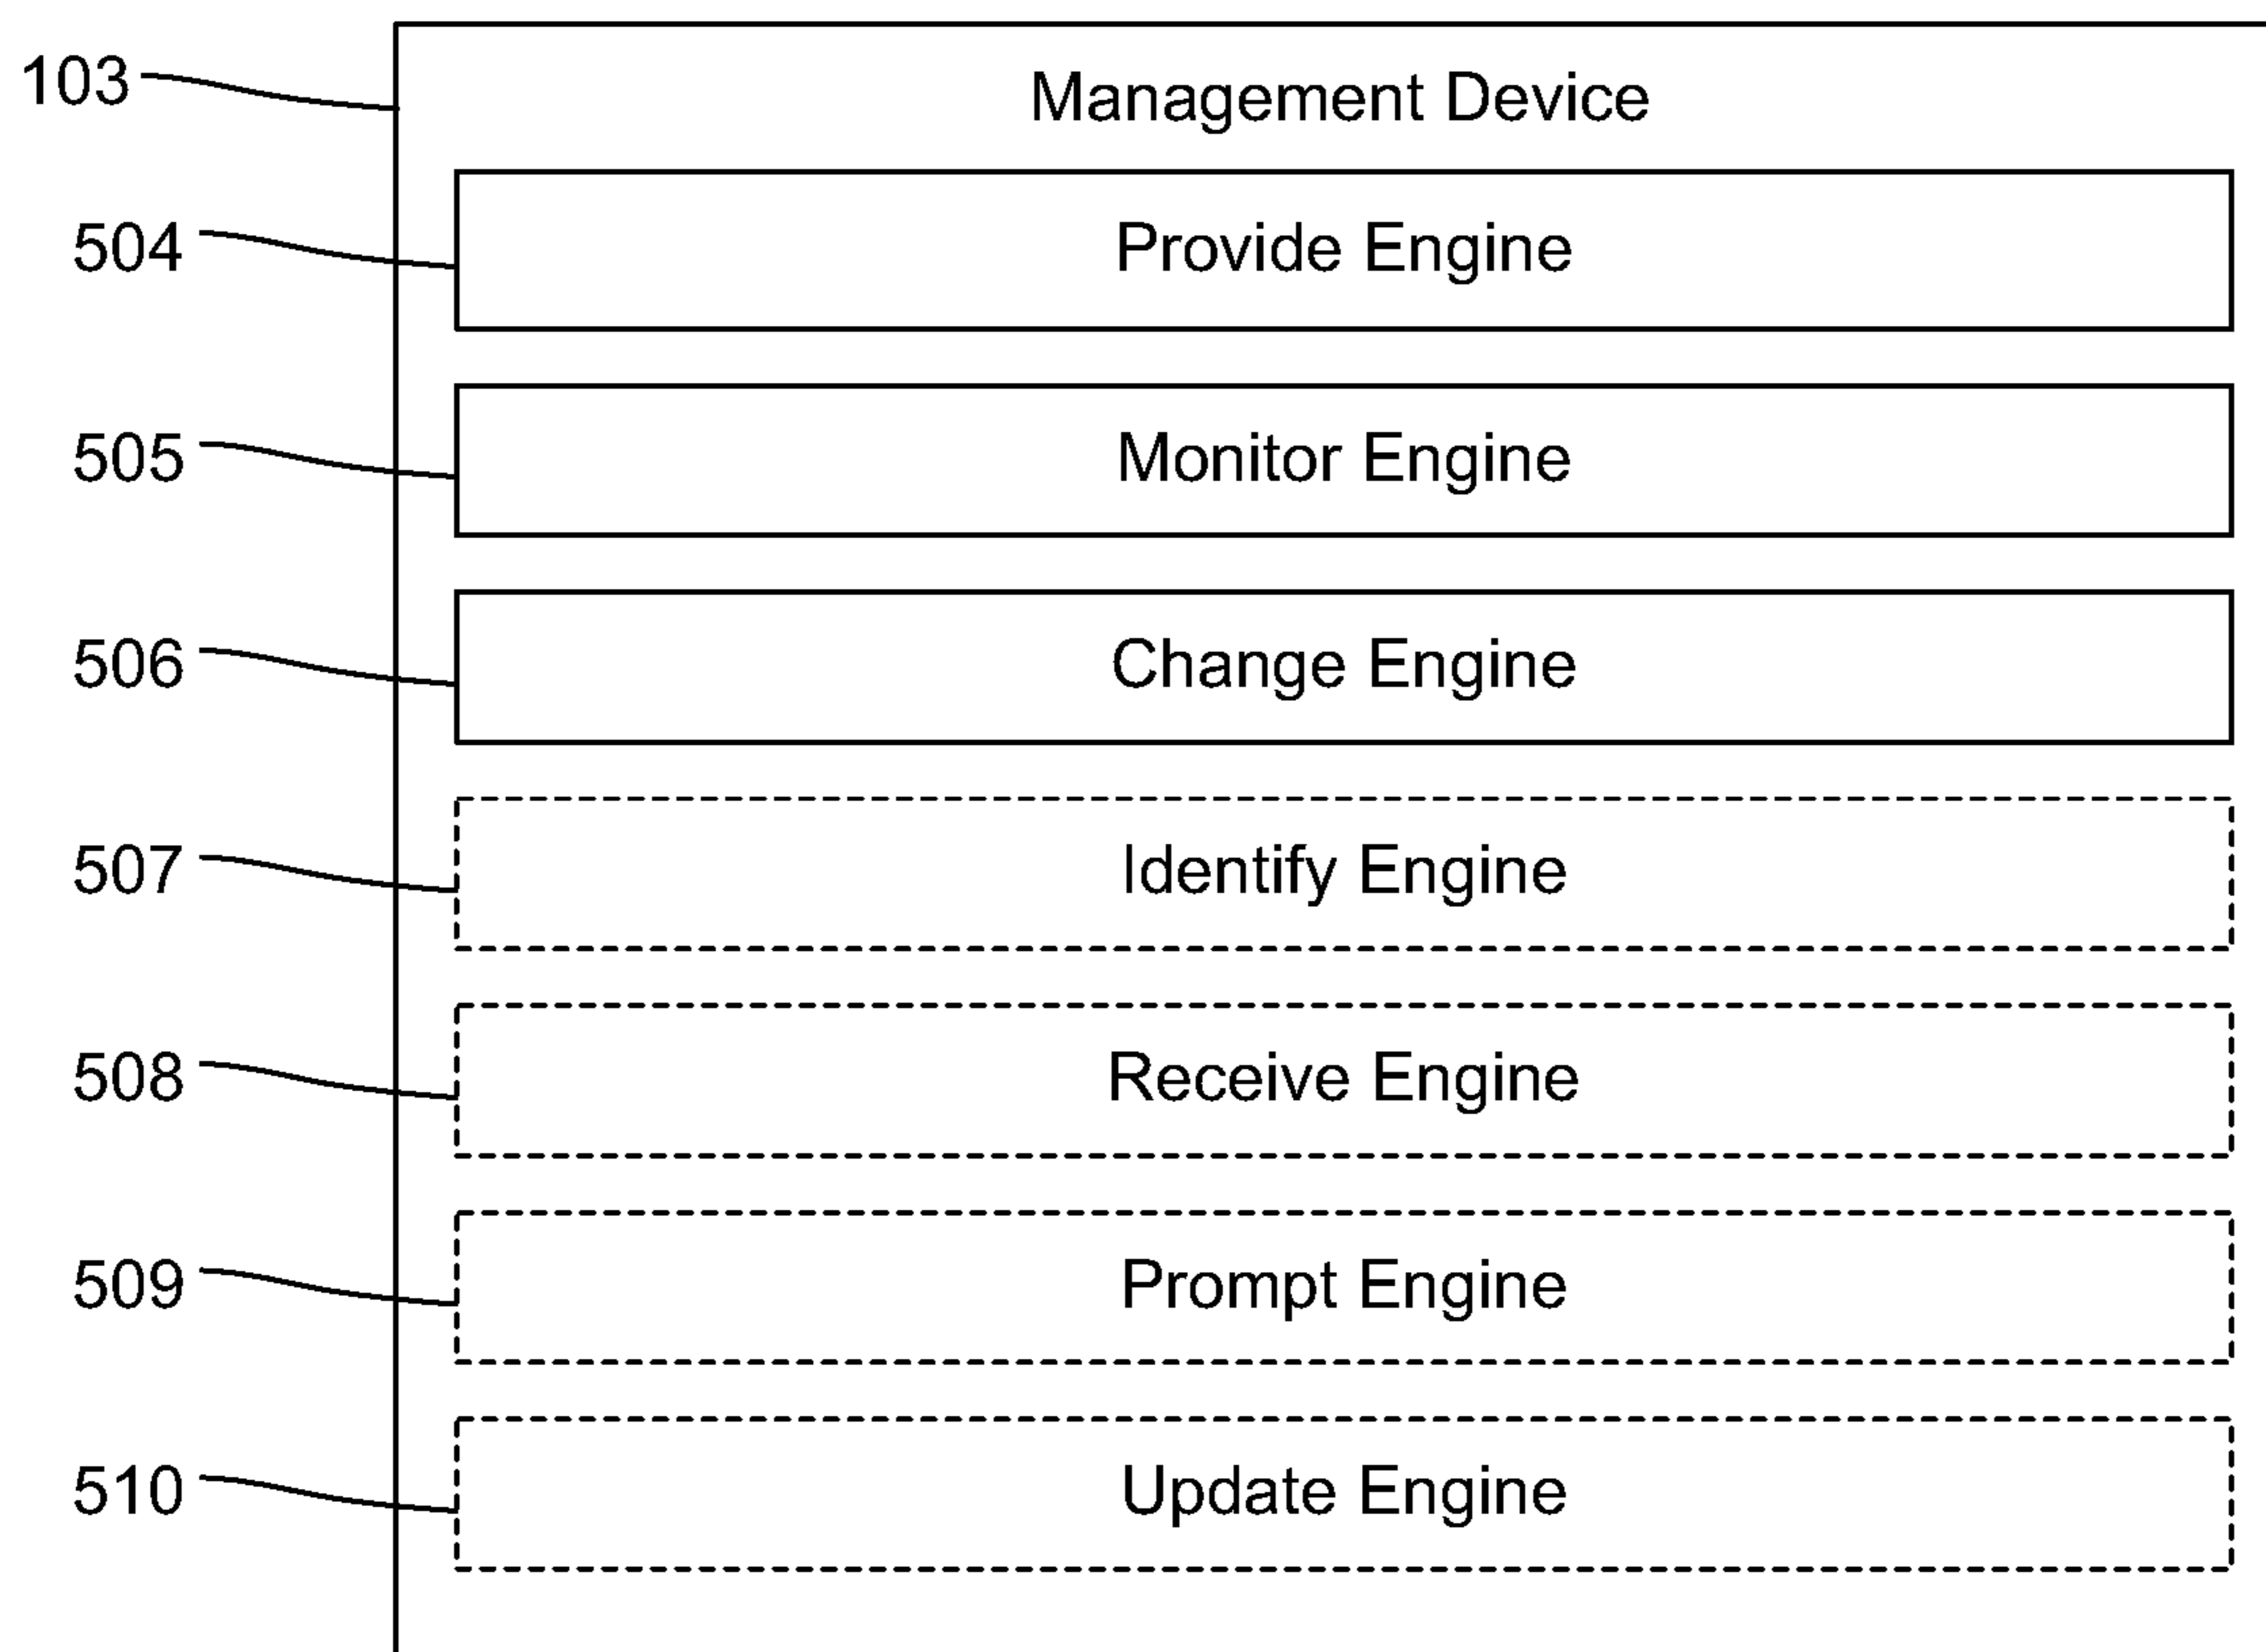 103 Management Device
504 Provide Engine
505 Monitor Engine
506 Change Engine
507 Identify Engine
508 Receive Engine
509 Prompt Engine
510 Update Engine